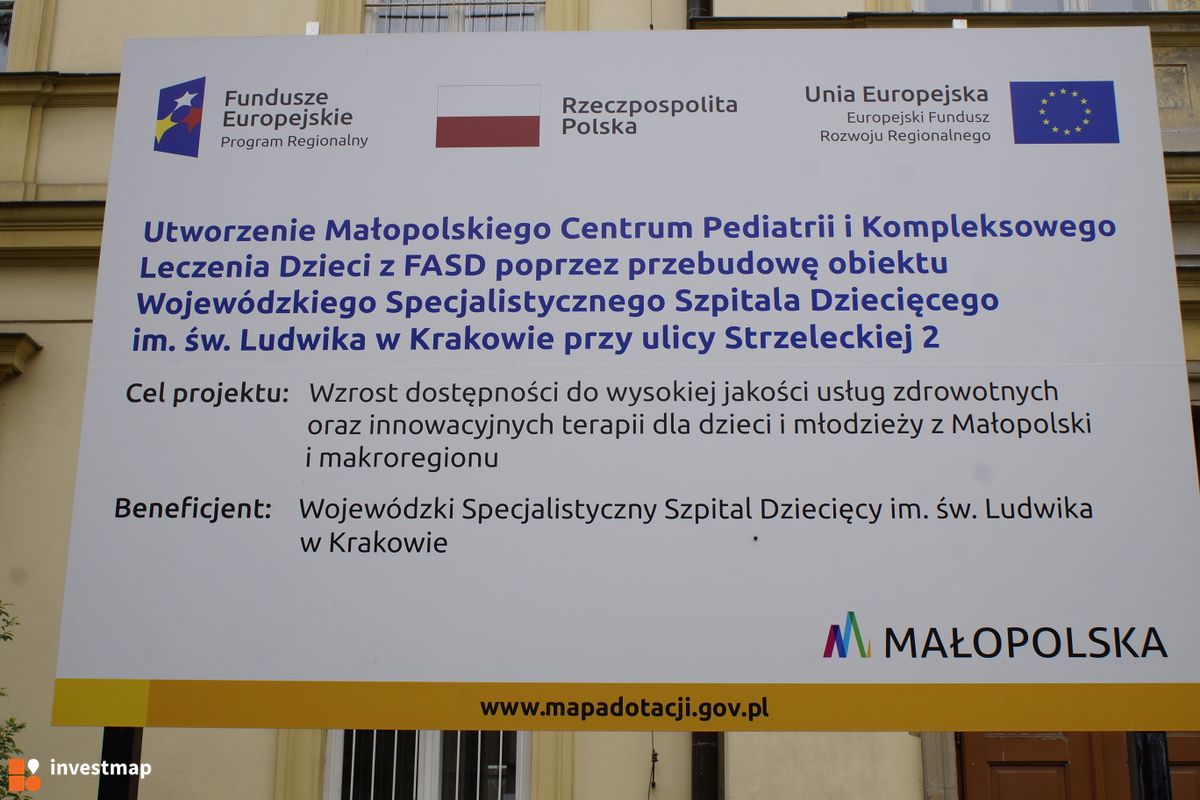 Fundusze
Europejskie
Program Regionalny
Rzeczpospolita
Polska
Unia Europejska
Europejski Fundusz
Rozwoju Regionalnego
Utworzenie Małopolskiego Centrum Pediatrii i Kompleksowego
Leczenia Dzieci z FASD poprzez przebudowę obiektu
Wojewódzkiego Specjalistycznego Szpitala Dziecięcego
im. św. Ludwika w Krakowie przy ulicy Strzeleckiej 2
Cel projektu: Wzrost dostępności do wysokiej jakości usług zdrowotnych
oraz innowacyjnych terapii dla dzieci i młodzieży z Małopolski
i makroregionu
Beneficjent: Wojewódzki Specjalistyczny Szpital Dziecięcy im. św. Ludwika
w Krakowie
MAŁOPOLSKA
www.mapadotacji.gov.pl
investmap